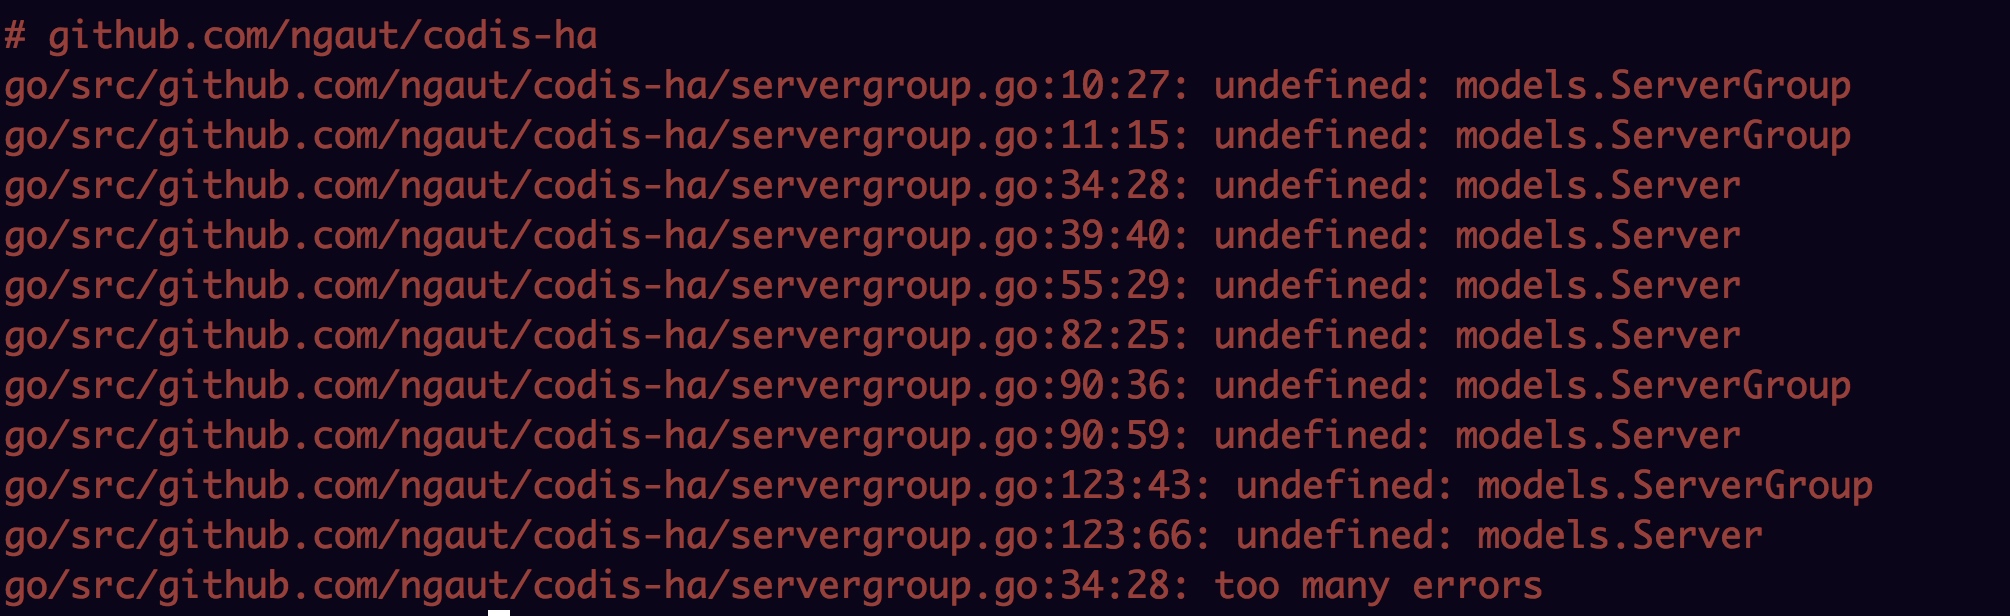 # github.com/ngaut/codis-ha
go/src/github.com/ngaut/codis-ha/servergroup.go:10:27: undefined: models.ServerGroup
go/src/github.com/ngaut/codis-ha/servergroup.go:11:15: undefined: models.ServerGroup
go/src/github.com/ngaut/codis-ha/servergroup.go:34:28: undefined: models.Server
go/src/github.com/ngaut/codis-ha/servergroup.go:39:40: undefined: models.Server
go/src/github.com/ngaut/codis-ha/servergroup.go:55:29: undefined: models.Server
go/src/github.com/ngaut/codis-ha/servergroup.go:82:25: undefined: models.Server
go/src/github.com/ngaut/codis-ha/servergroup.go:90:36: undefined: models.ServerGroup
go/src/github.com/ngaut/codis-ha/servergroup.go:90:59: undefined: models.Server
go/src/github.com/ngaut/codis-ha/servergroup.go:123:43: undefined: models.ServerGroup
go/src/github.com/ngaut/codis-ha/servergroup.go:123:66: undefined: models.Server
go/src/github.com/ngaut/codis-ha/servergroup.go:34:28: too many errors